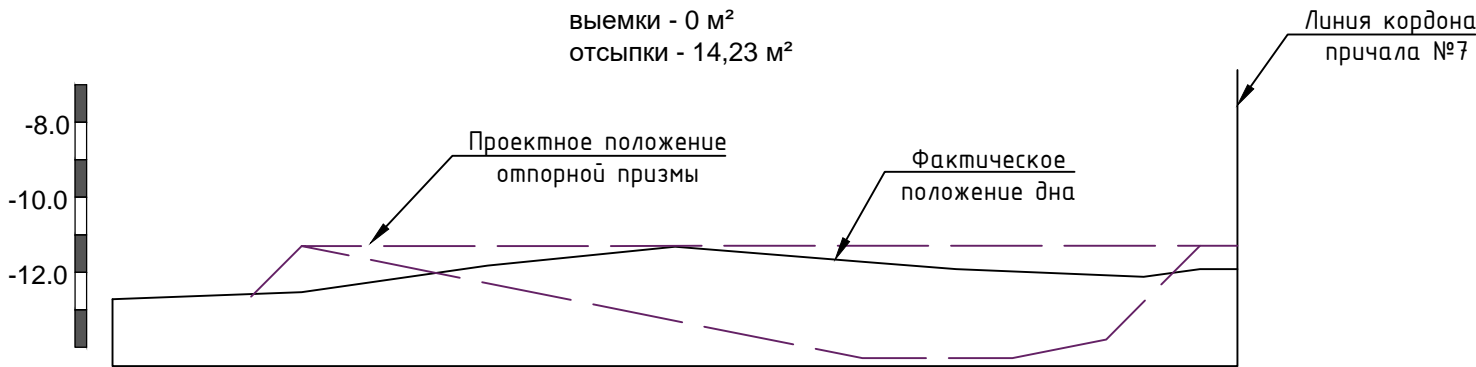 выемки - 0 м²
отсыпки - 14,23 м²
Линия кордона
причала №7
-8.0
Проектное положение
отпорной призмы
Фактическое
положение дна
-10.0
-12.0